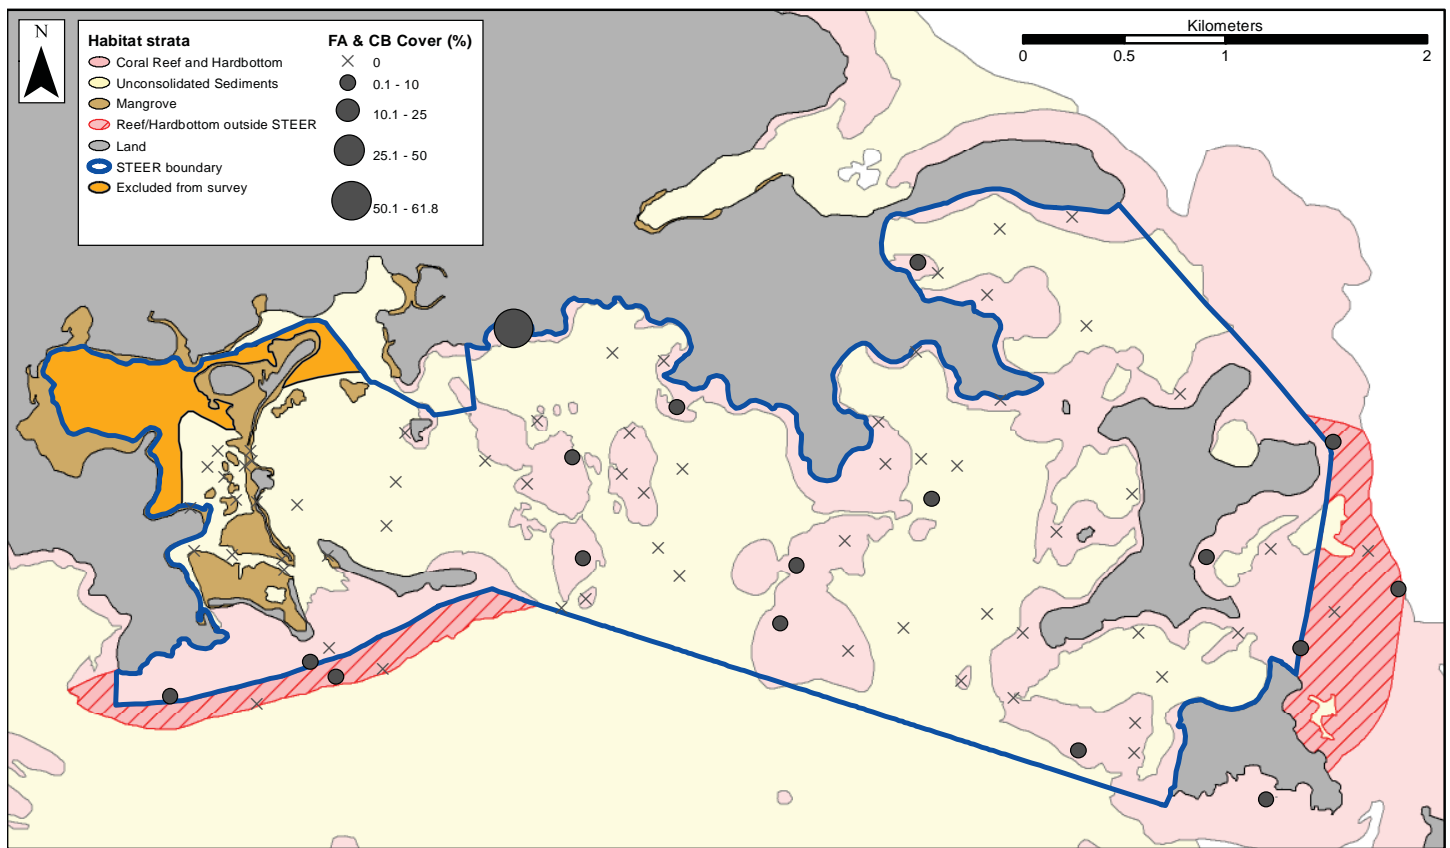 N
Habitat strata
Coral Reef and Hardbottom
Unconsolidated Sediments
Mangrove
Reef/Hardbottom outside STEER
Land
STEER boundary
Excluded from survey
FA & CB Cover (%)
0
0.1 - 10
10.1 - 25
25.1 - 50
50.1 - 61.8
Kilometers
0 0.5 1 2